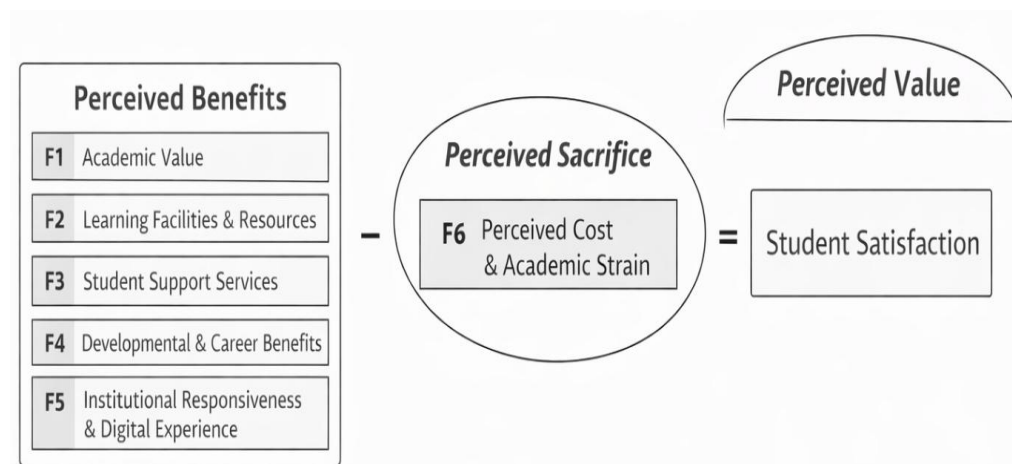 Perceived Benefits
F1 Academic Value
F2 Learning Facilities & Resources
F3 Student Support Services
F4 Developmental & Career Benefits
F5 Institutional Responsiveness
& Digital Experience
–
Perceived Sacrifice
F6 Perceived Cost
& Academic Strain
=
Perceived Value
Student Satisfaction